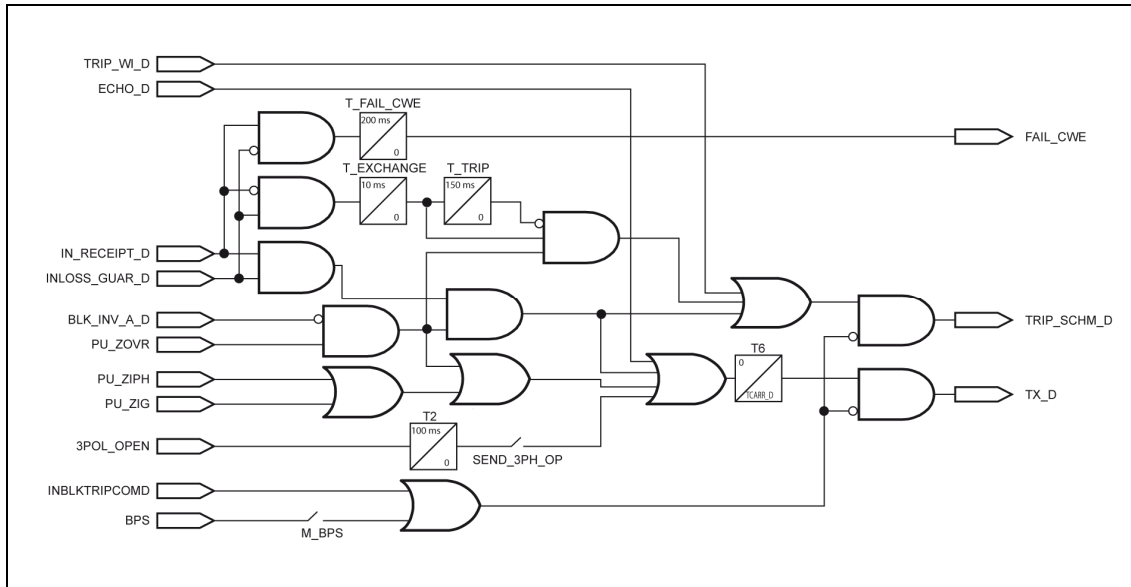 TRIP_WI_D
ECHO_D
T_FAIL_CWE
200 ms
0
FAIL_CWE
T_EXCHANGE
10 ms
0
T_TRIP
150 ms
0
IN_RECEIPT_D
INLOSS_GUAR_D
BLK_INV_A_D
PU_ZOVR
TRIP_SCHM_D
PU_ZIPH
PU_ZIG
T6
0
TCARR_D
TX_D
T2
100 ms
0
3POL_OPEN
SEND_3PH_OP
INBLKTRIPCOMD
BPS
M_BPS